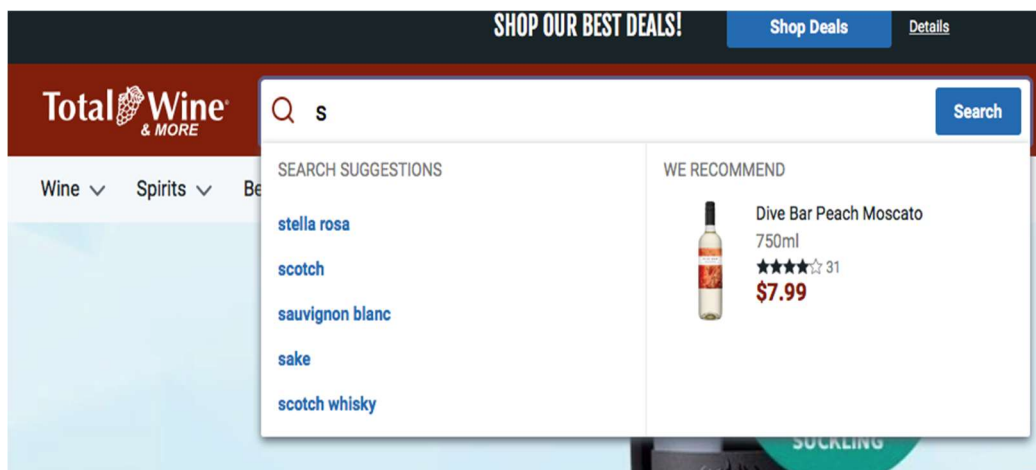 SHOP OUR BEST DEALS!
Shop Deals
Details
Total Wine
& MORE
s
Search
Wine
Spirits
Be
SEARCH SUGGESTIONS
stella rosa
scotch
sauvignon blanc
sake
scotch whisky
WE RECOMMEND
Dive Bar Peach Moscato
750ml
31
$7.99
SUCKLING